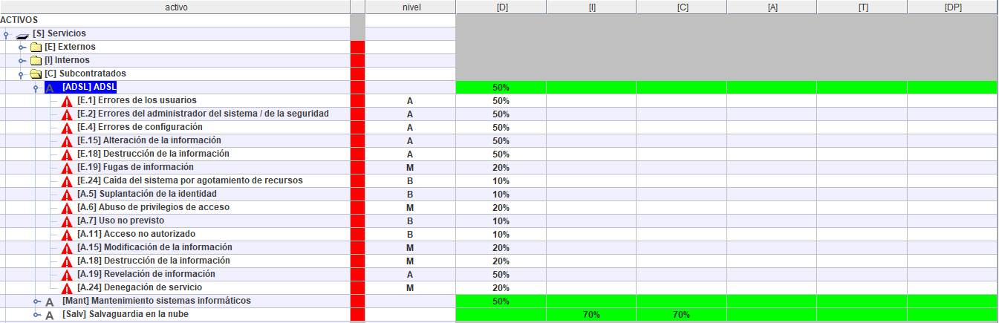 activo nivel [D] [I] [C] [A] [T] [DP]
ACTIVOS
[S] Servicios
[E] Externos
[I] Internos
[C] Subcontratados
A [ADSL] ADSL 50%
[E.1] Errores de los usuarios A 50%
[E.2] Errores del administrador del sistema / de la seguridad A 50%
[E.4] Errores de configuración A 50%
[E.15] Alteración de la información A 50%
[E.18] Destrucción de la información A 50%
[E.19] Fugas de información M 20%
[E.24] Caída del sistema por agotamiento de recursos B 10%
[A.5] Suplantación de la identidad B 10%
[A.6] Abuso de privilegios de acceso M 20%
[A.7] Uso no previsto B 10%
[A.11] Acceso no autorizado B 10%
[A.15] Modificación de la información M 20%
[A.18] Destrucción de la información M 20%
[A.19] Revelación de información A 50%
[A.24] Denegación de servicio M 20%
A [Mant] Mantenimiento sistemas informáticos 50%
A [Salv] Salvaguardia en la nube 70% 70%